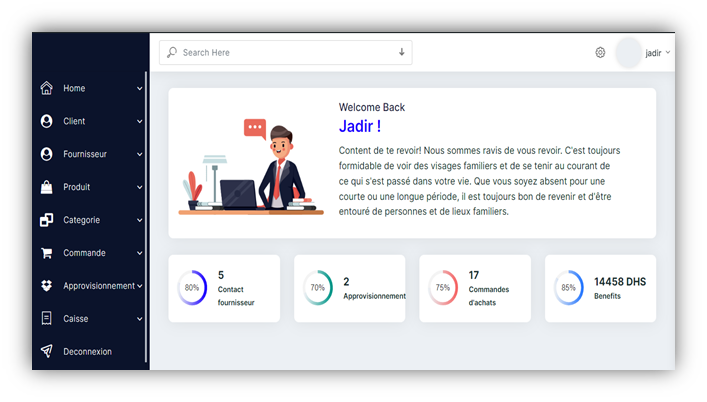 Search Here
jadir
Home
Client
Fournisseur
Produit
Categorie
Commande
Approvisionnement
Caisse
Deconnexion
Welcome Back
Jadir !
Content de te revoir! Nous sommes ravis de vous revoir. C'est toujours
formidable de voir des visages familiers et de se tenir au courant de
ce qui s'est passé dans votre vie. Que vous soyez absent pour une
courte ou une longue période, il est toujours bon de revenir et d'être
entouré de personnes et de lieux familiers.
80%
5
Contact
fournisseur
70%
2
Approvisionnement
75%
17
Commandes
d'achats
85%
14458 DHS
Benefits